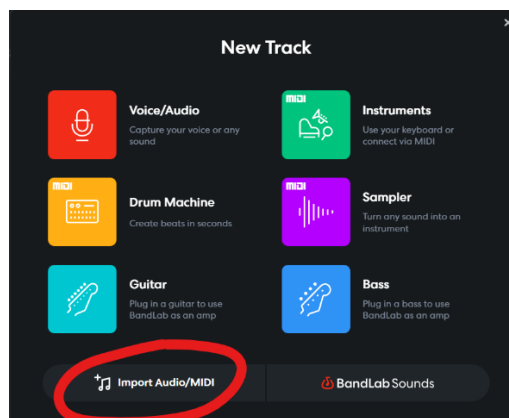 New Track
Voice/Audio
Capture your voice or any
sound
MIDI
Instruments
Use your keyboard or
connect via MIDI
MIDI
Drum Machine
Create beats in seconds
MIDI
Sampler
Turn any sound into an
instrument
Guitar
Plug in a guitar to use
BandLab as an amp
Bass
Plug in a bass to use
BandLab as an amp
Import Audio/MIDI
BandLab Sounds